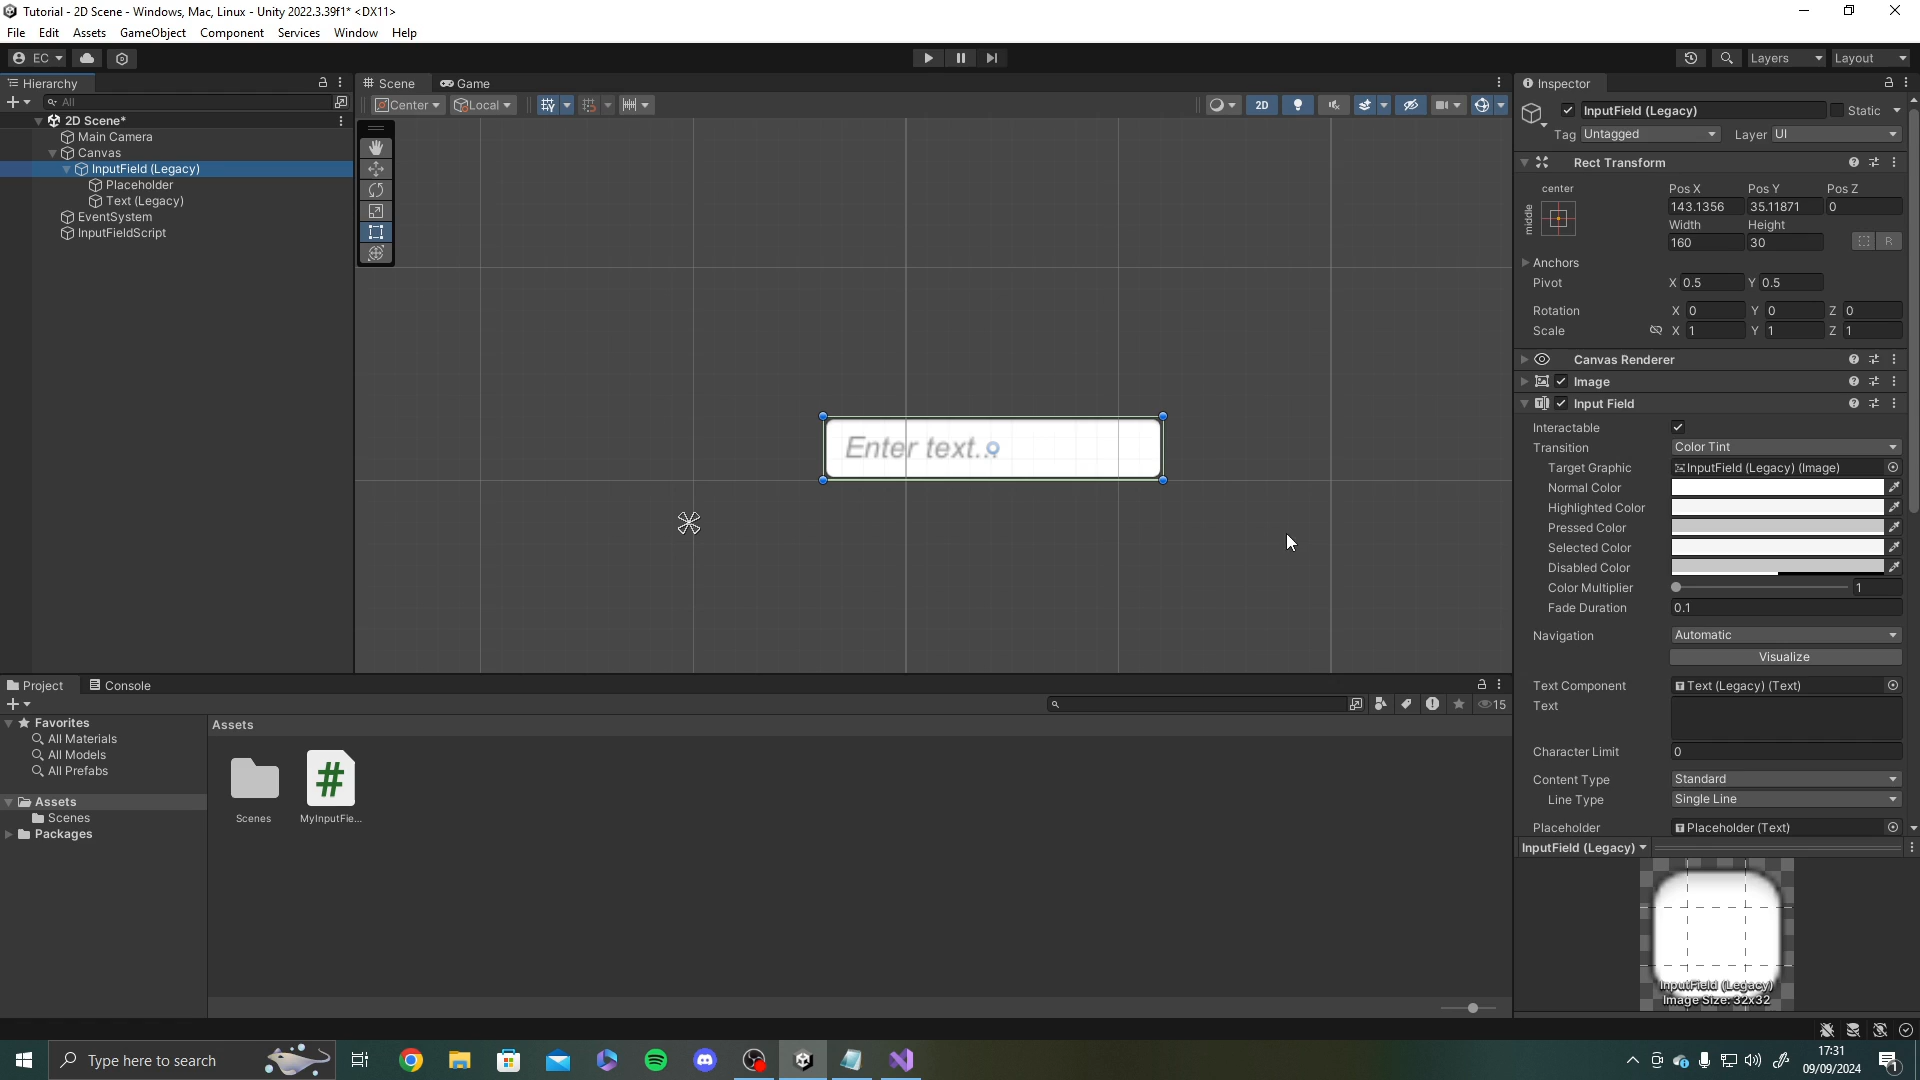 Tutorial - 2D Scene - Windows, Mac, Linux - Unity 2022.3.39f1* <DX11>
File Edit Assets GameObject Component Services Window Help
EC
Layers Layout
Hierarchy
Scene Game
Inspector
All
Center Local
2D
InputField (Legacy) Static
Tag Untagged Layer UI
2D Scene*
Main Camera
Canvas
InputField (Legacy)
Placeholder
Text (Legacy)
EventSystem
InputFieldScript
Enter text...
Rect Transform
center
middle
Pos X Pos Y Pos Z
143.1356 35.11871 0
Width Height
160 30
R
Anchors
Pivot X 0.5 Y 0.5
Rotation X 0 Y 0 Z 0
Scale X 1 Y 1 Z 1
Canvas Renderer
Image
Input Field
Interactable
Transition Color Tint
Target Graphic InputField (Legacy) (Image)
Normal Color
Highlighted Color
Pressed Color
Selected Color
Disabled Color
Color Multiplier 1
Fade Duration 0.1
Navigation Automatic
Visualize
Text Component Text (Legacy) (Text)
Text
Character Limit 0
Content Type Standard
Line Type Single Line
Placeholder Placeholder (Text)
InputField (Legacy)
InputField (Legacy)
Image Size: 32x32
Project Console
15
Favorites
All Materials
All Models
All Prefabs
Assets
Scenes
Packages
Assets
Scenes
MyInputFie...
Type here to search
17:31
09/09/2024
1